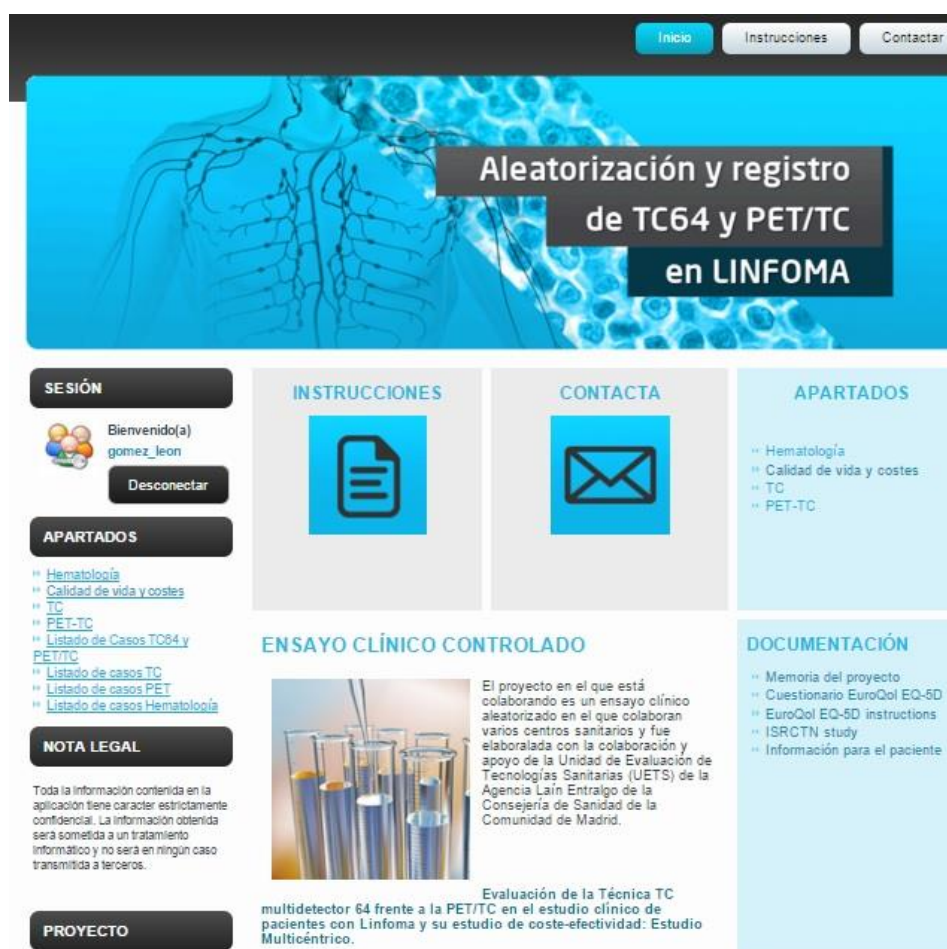 Inicio
Instrucciones
Contactar
Aleatorización y registro
de TC64 y PET/TC
en LINFOMA
SESIÓN
Bienvenido(a)
gomez_leon
Desconectar
APARTADOS
Hematología
Calidad de vida y costes
TC
PET-TC
Listado de Casos TC64 y
PET/TC
Listado de casos TC
Listado de casos PET
Listado de casos Hematología
NOTA LEGAL
Toda la información contenida en la
aplicación tiene caracter estrictamente
confidencial. La información obtenida
será sometida a un tratamiento
informático y no será en ningún caso
transmitida a terceros.
PROYECTO
INSTRUCCIONES
CONTACTA
APARTADOS
Hematología
Calidad de vida y costes
TC
PET-TC
ENSAYO CLÍNICO CONTROLADO
El proyecto en el que está
colaborando es un ensayo clínico
aleatorizado en el que colaboran
varios centros sanitarios y fue
elaboralada con la colaboración y
apoyo de la Unidad de Evaluación de
Tecnologías Sanitarias (UETS) de la
Agencia Laín Entralgo de la
Consejería de Sanidad de la
Comunidad de Madrid.
Evaluación de la Técnica TC
multidetector 64 frente a la PET/TC en el estudio clínico de
pacientes con Linfoma y su estudio de coste-efectividad: Estudio
Multicéntrico.
DOCUMENTACIÓN
Memoria del proyecto
Cuestionario EuroQol EQ-5D
EuroQol EQ-5D instructions
ISRCTN study
Información para el paciente